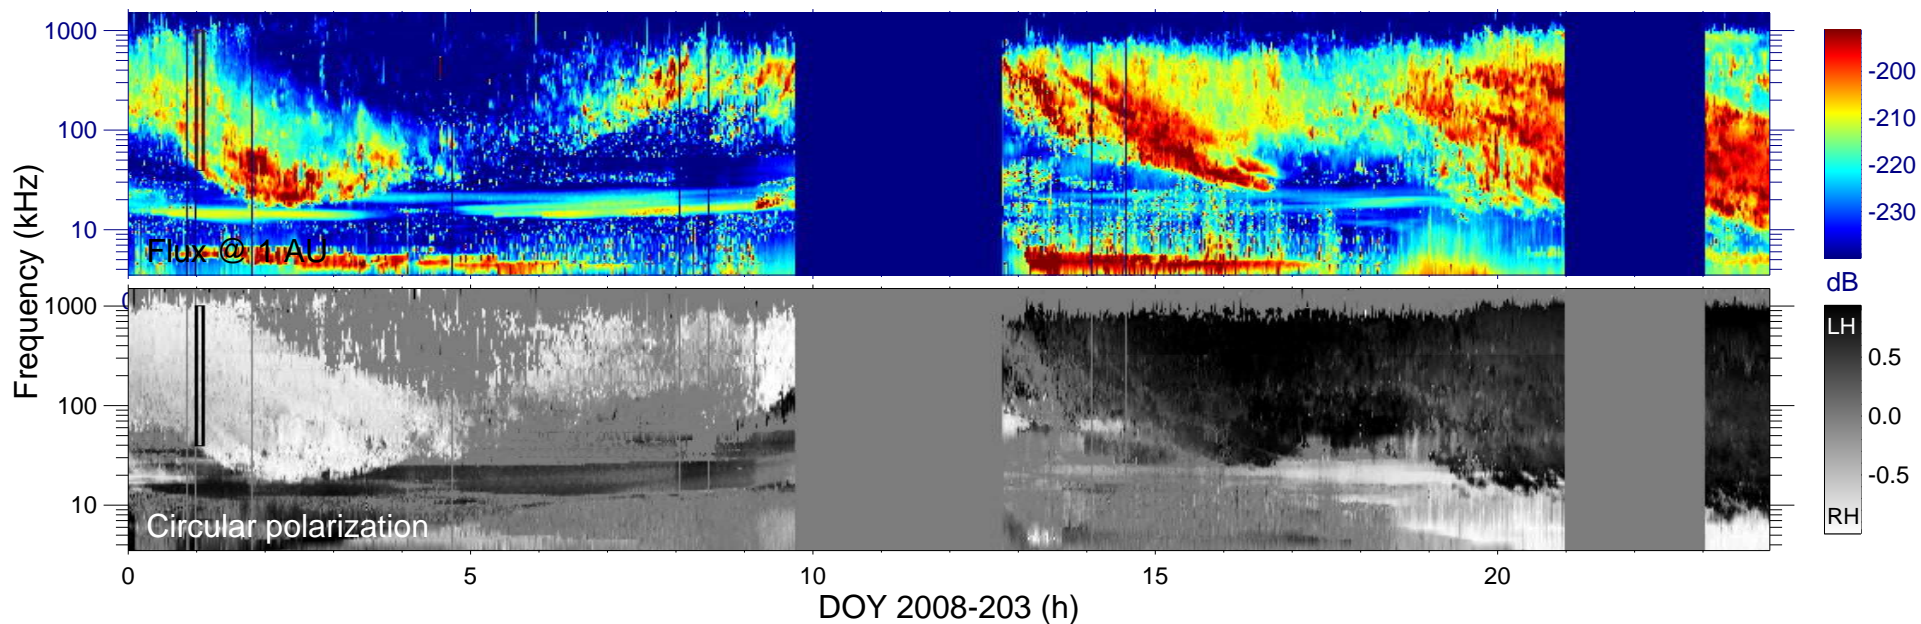 Frequency (kHz)
1000
100
10
Flux @ 1 AU
-200
-210
-220
-230
dB
0
1000
100
10
Circular polarization
LH
0.5
0.0
-0.5
RH
0
5
10
15
20
DOY 2008-203 (h)